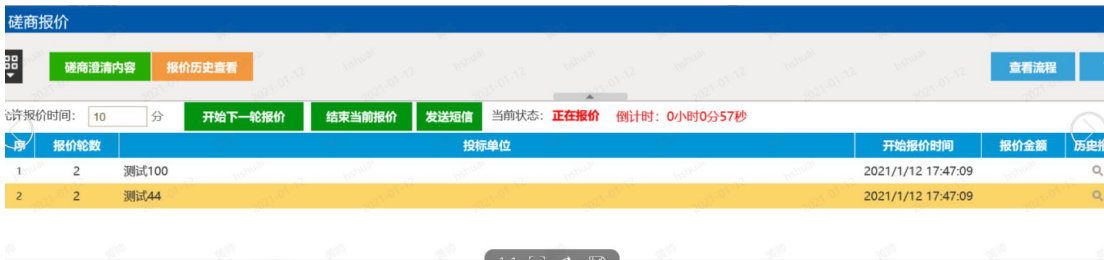 磋商报价
磋商澄清内容 报价历史查看 查看流程
允许报价时间: 10 分 开始下一轮报价 结束当前报价 发送短信 当前状态: 正在报价 倒计时: 0小时0分57秒
序 报价轮数 投标单位 开始报价时间 报价金额 历史报
1 2 测试100 2021/1/12 17:47:09
2 2 测试44 2021/1/12 17:47:09